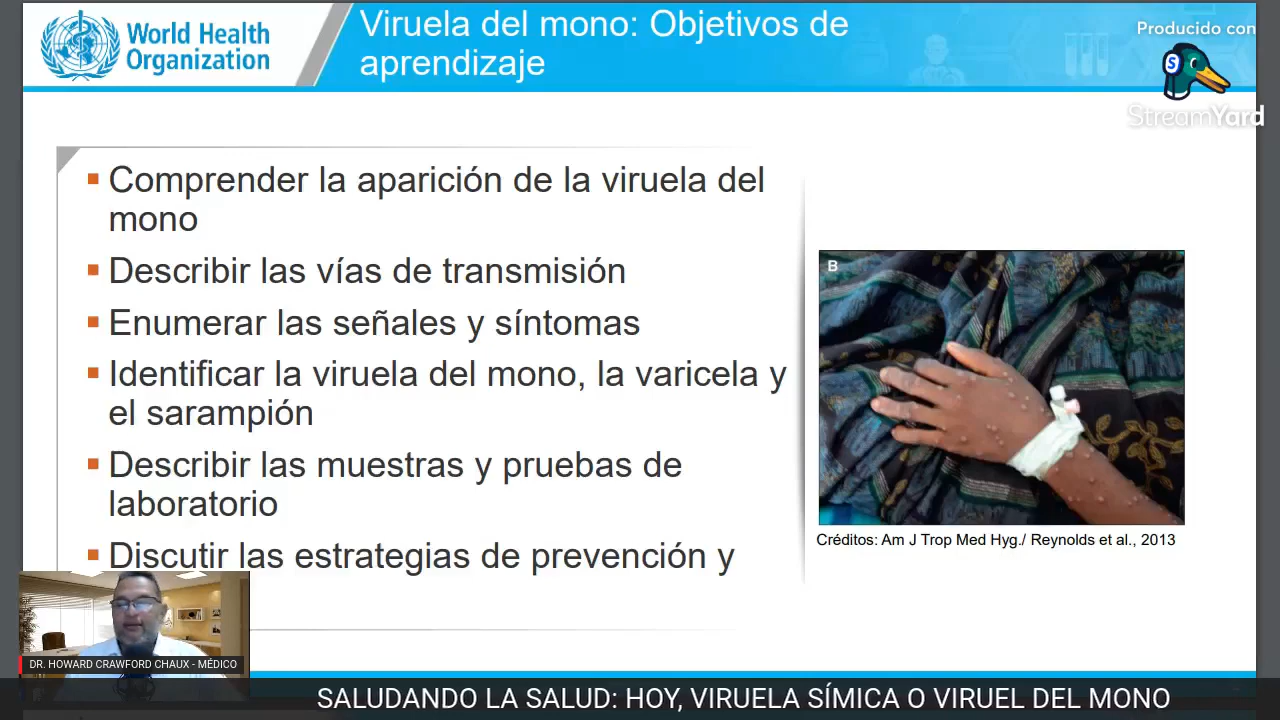 World Health
Organization
Viruela del mono: Objetivos de
aprendizaje
Producido con
S
StreamYard
Comprender la aparición de la viruela del
mono
Describir las vías de transmisión
Enumerar las señales y síntomas
Identificar la viruela del mono, la varicela y
el sarampión
Describir las muestras y pruebas de
laboratorio
Discutir las estrategias de prevención y
B
Créditos: Am J Trop Med Hyg./ Reynolds et al., 2013
DR. HOWARD CRAWFORD CHAUX - MÉDICO
SALUDANDO LA SALUD: HOY, VIRUELA SÍMICA O VIRUEL DEL MONO